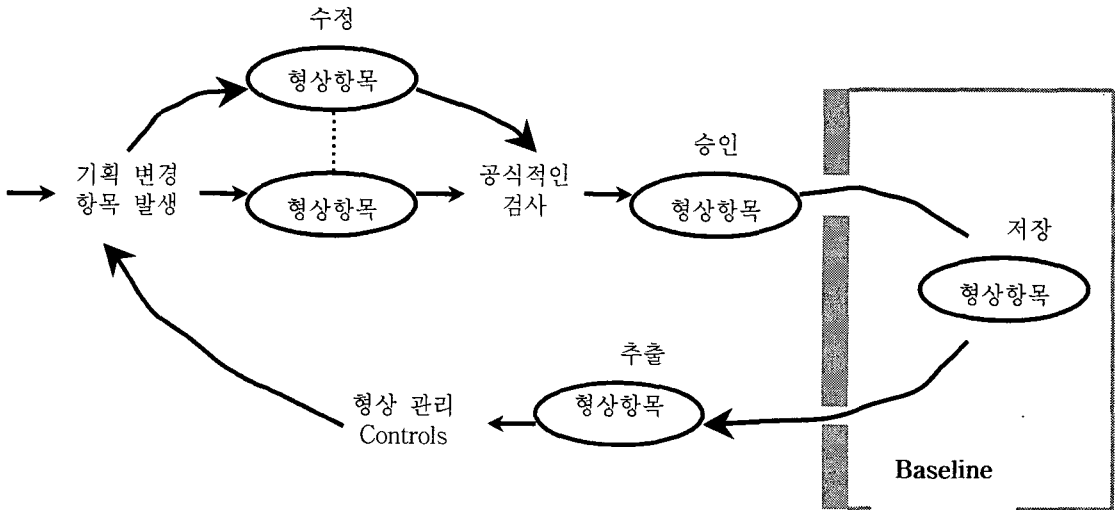 수정
형상항목
기획 변경
항목 발생
형상항목
공식적인
검사
승인
형상항목
저장
형상항목
추출
형상항목
형상 관리
Controls
Baseline